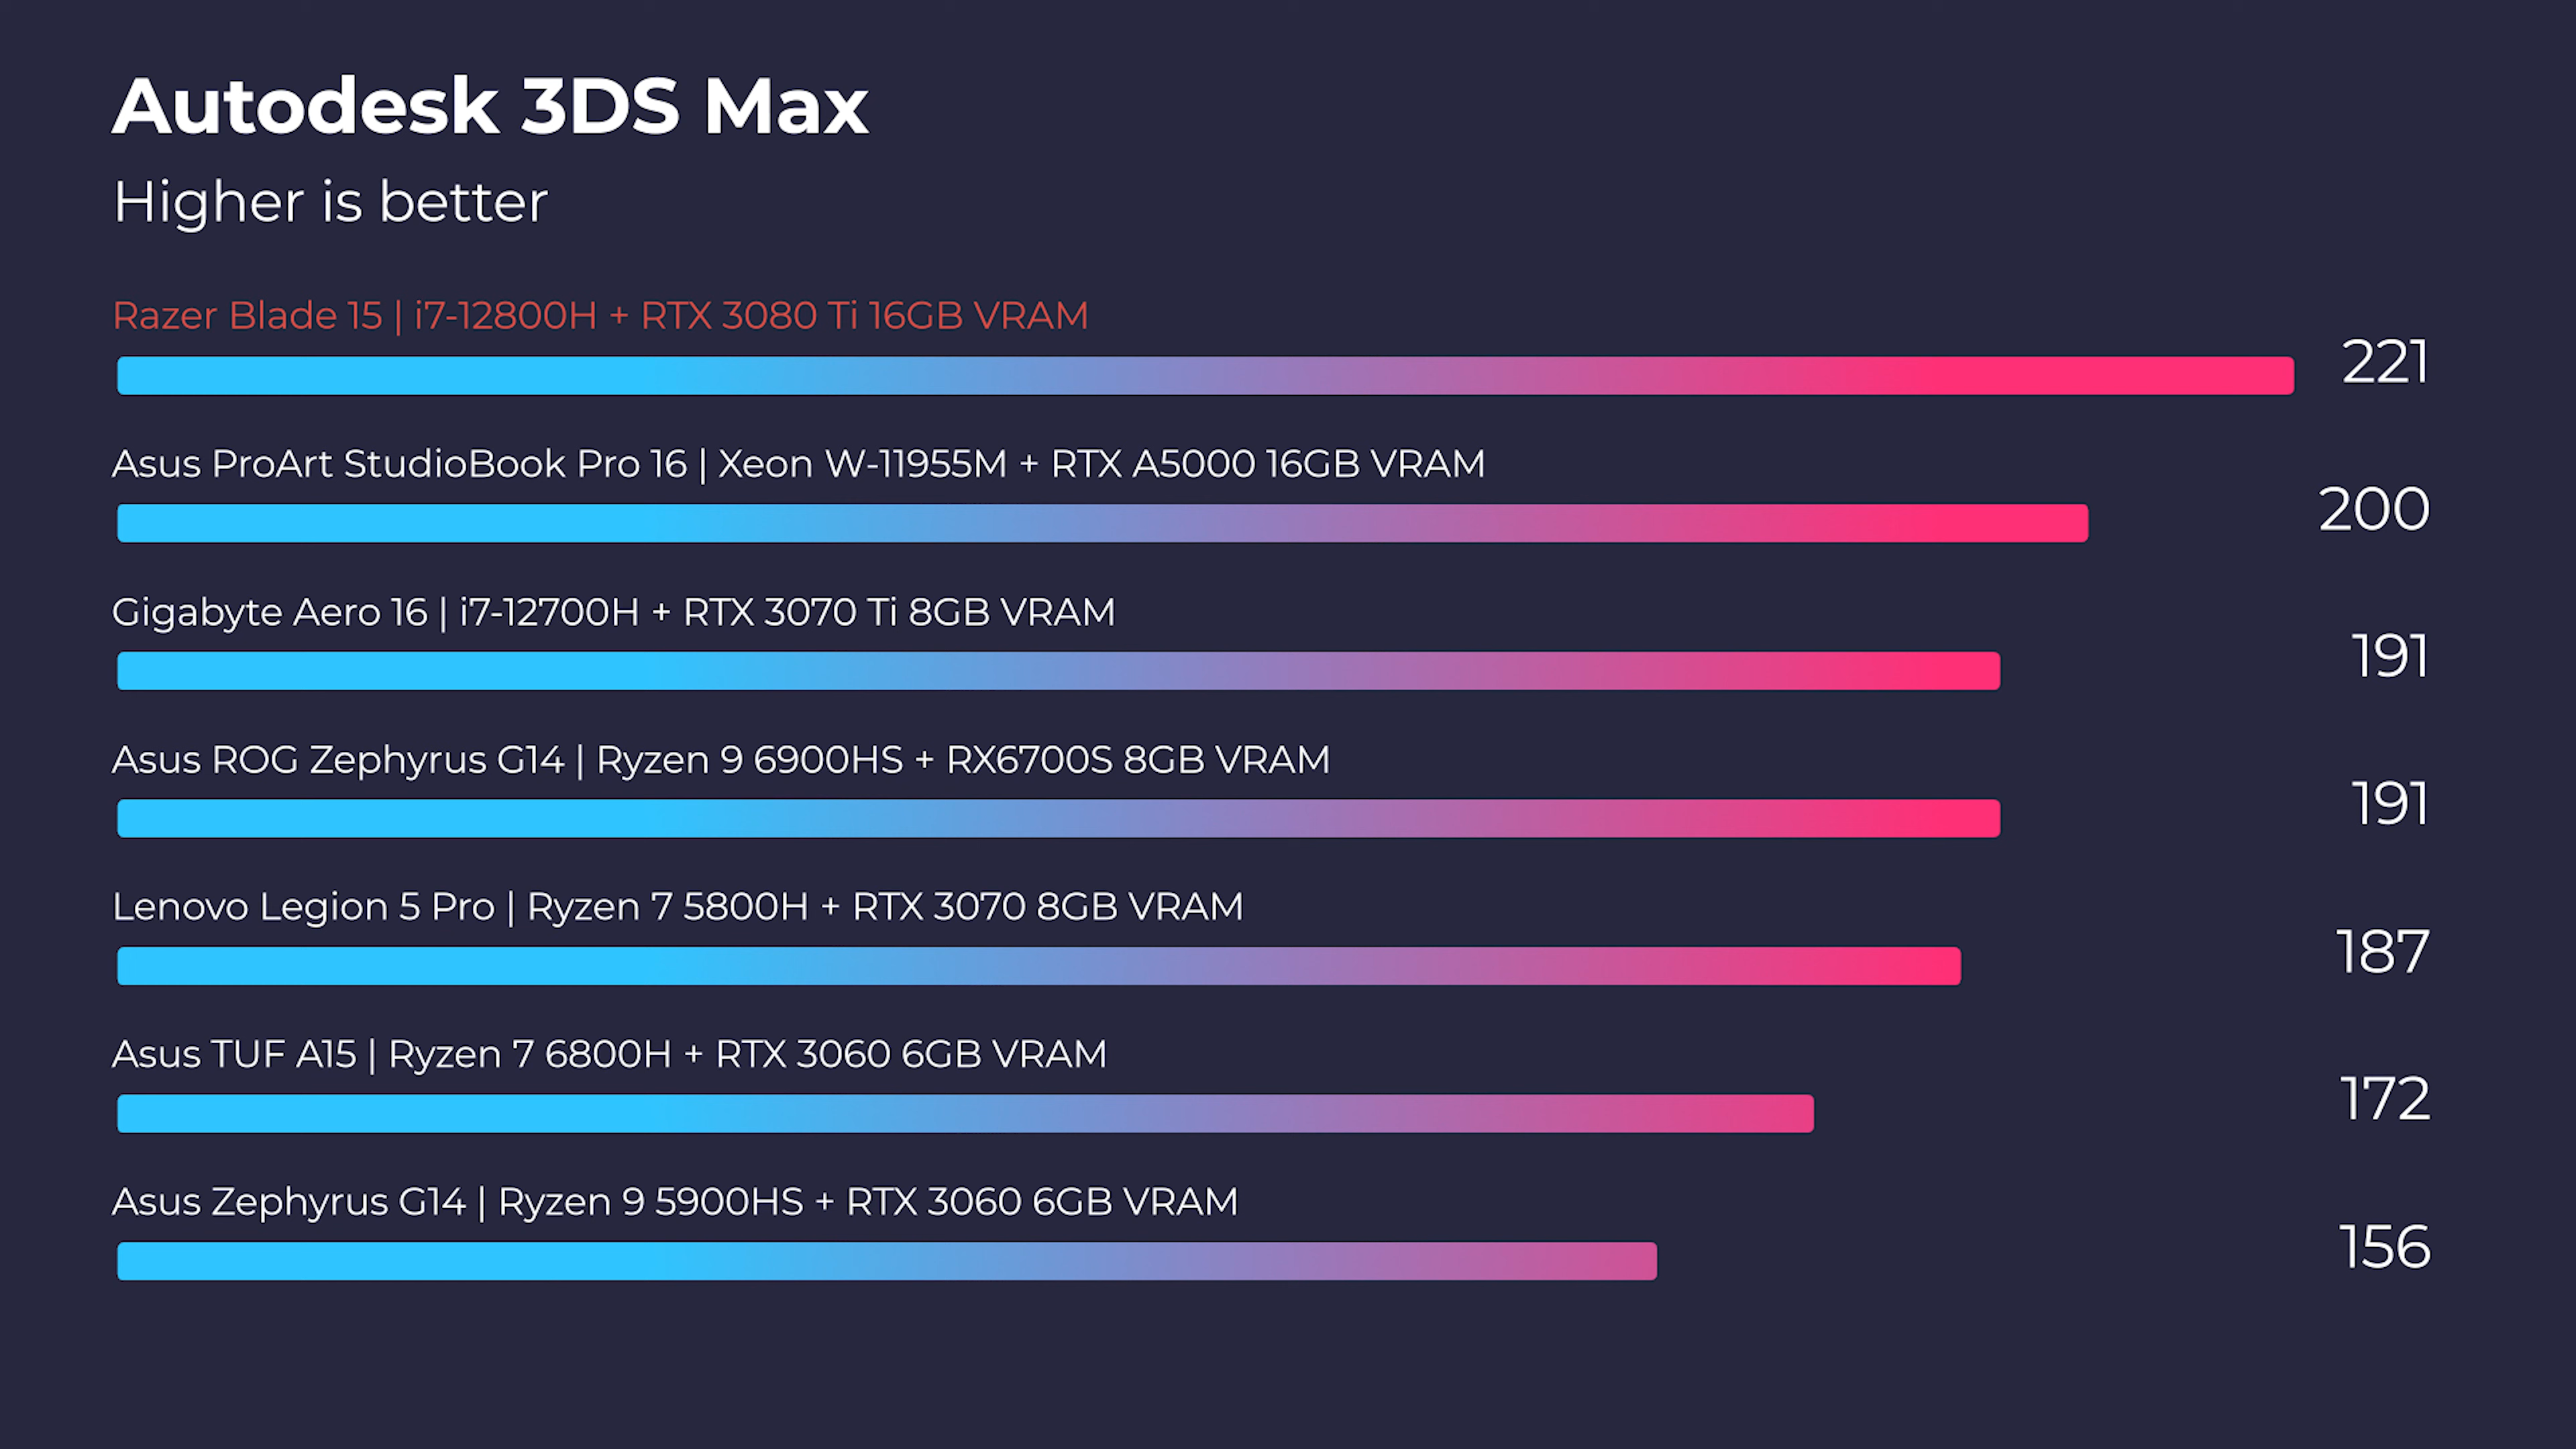 Autodesk 3DS Max
Higher is better
Razer Blade 15 | i7-12800H + RTX 3080 Ti 16GB VRAM
221
Asus ProArt StudioBook Pro 16 | Xeon W-11955M + RTX A5000 16GB VRAM
200
Gigabyte Aero 16 | i7-12700H + RTX 3070 Ti 8GB VRAM
191
Asus ROG Zephyrus G14 | Ryzen 9 6900HS + RX6700S 8GB VRAM
191
Lenovo Legion 5 Pro | Ryzen 7 5800H + RTX 3070 8GB VRAM
187
Asus TUF A15 | Ryzen 7 6800H + RTX 3060 6GB VRAM
172
Asus Zephyrus G14 | Ryzen 9 5900HS + RTX 3060 6GB VRAM
156